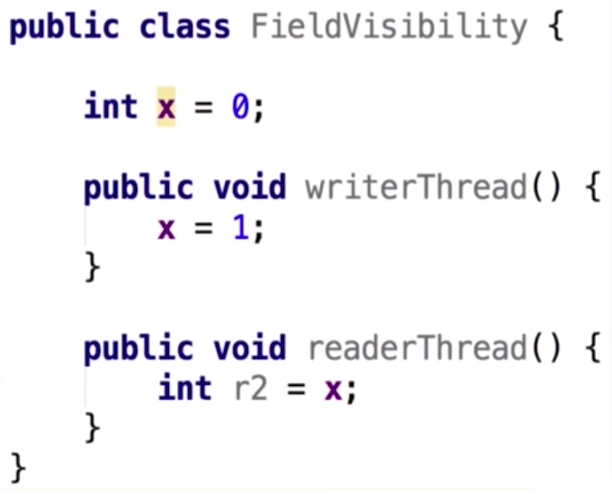 public class FieldVisibility {
int x = 0;
public void writerThread() {
x = 1;
}
public void readerThread() {
int r2 = x;
}
}